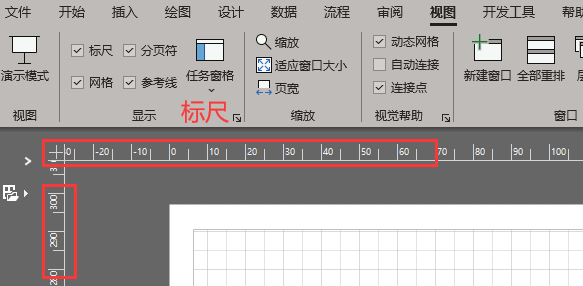 文件 开始 插入 绘图 设计 数据 流程 审阅 视图 开发工具
演示模式 标尺 分页符 网格 参考线 任务窗格 缩放 适应窗口大小 页宽 动态网格 自动连接 连接点 新建窗口 全部重排
视图 显示 标尺 缩放 视觉帮助 窗口
-20 -10 0 10 20 30 40 50 60 70 80 90 100
300
290